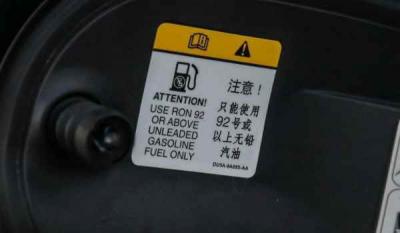 ATTENTION!
USE RON 92
OR ABOVE
UNLEADED
GASOLINE
FUEL ONLY
注意!
只能使用
92号或
以上无铅
汽油